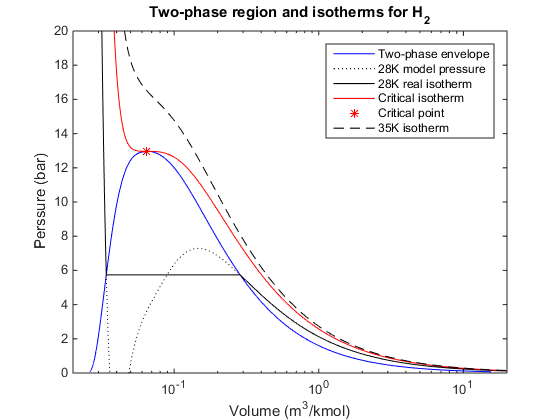 Two-phase region and isotherms for H₂
20
18
16
14
12
10
8
6
4
2
0
Perssure (bar)
Two-phase envelope
28K model pressure
28K real isotherm
Critical isotherm
Critical point
35K isotherm
10⁻¹ 10⁰ 10¹
Volume (m³/kmol)